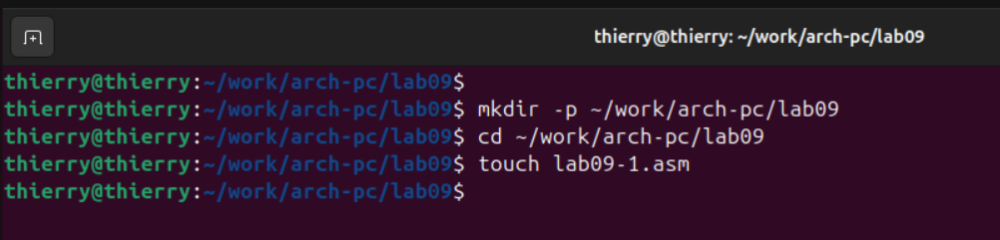 thierry@thierry: ~/work/arch-pc/lab09
thierry@thierry:~/work/arch-pc/lab09$
thierry@thierry:~/work/arch-pc/lab09$ mkdir -p ~/work/arch-pc/lab09
thierry@thierry:~/work/arch-pc/lab09$ cd ~/work/arch-pc/lab09
thierry@thierry:~/work/arch-pc/lab09$ touch lab09-1.asm
thierry@thierry:~/work/arch-pc/lab09$